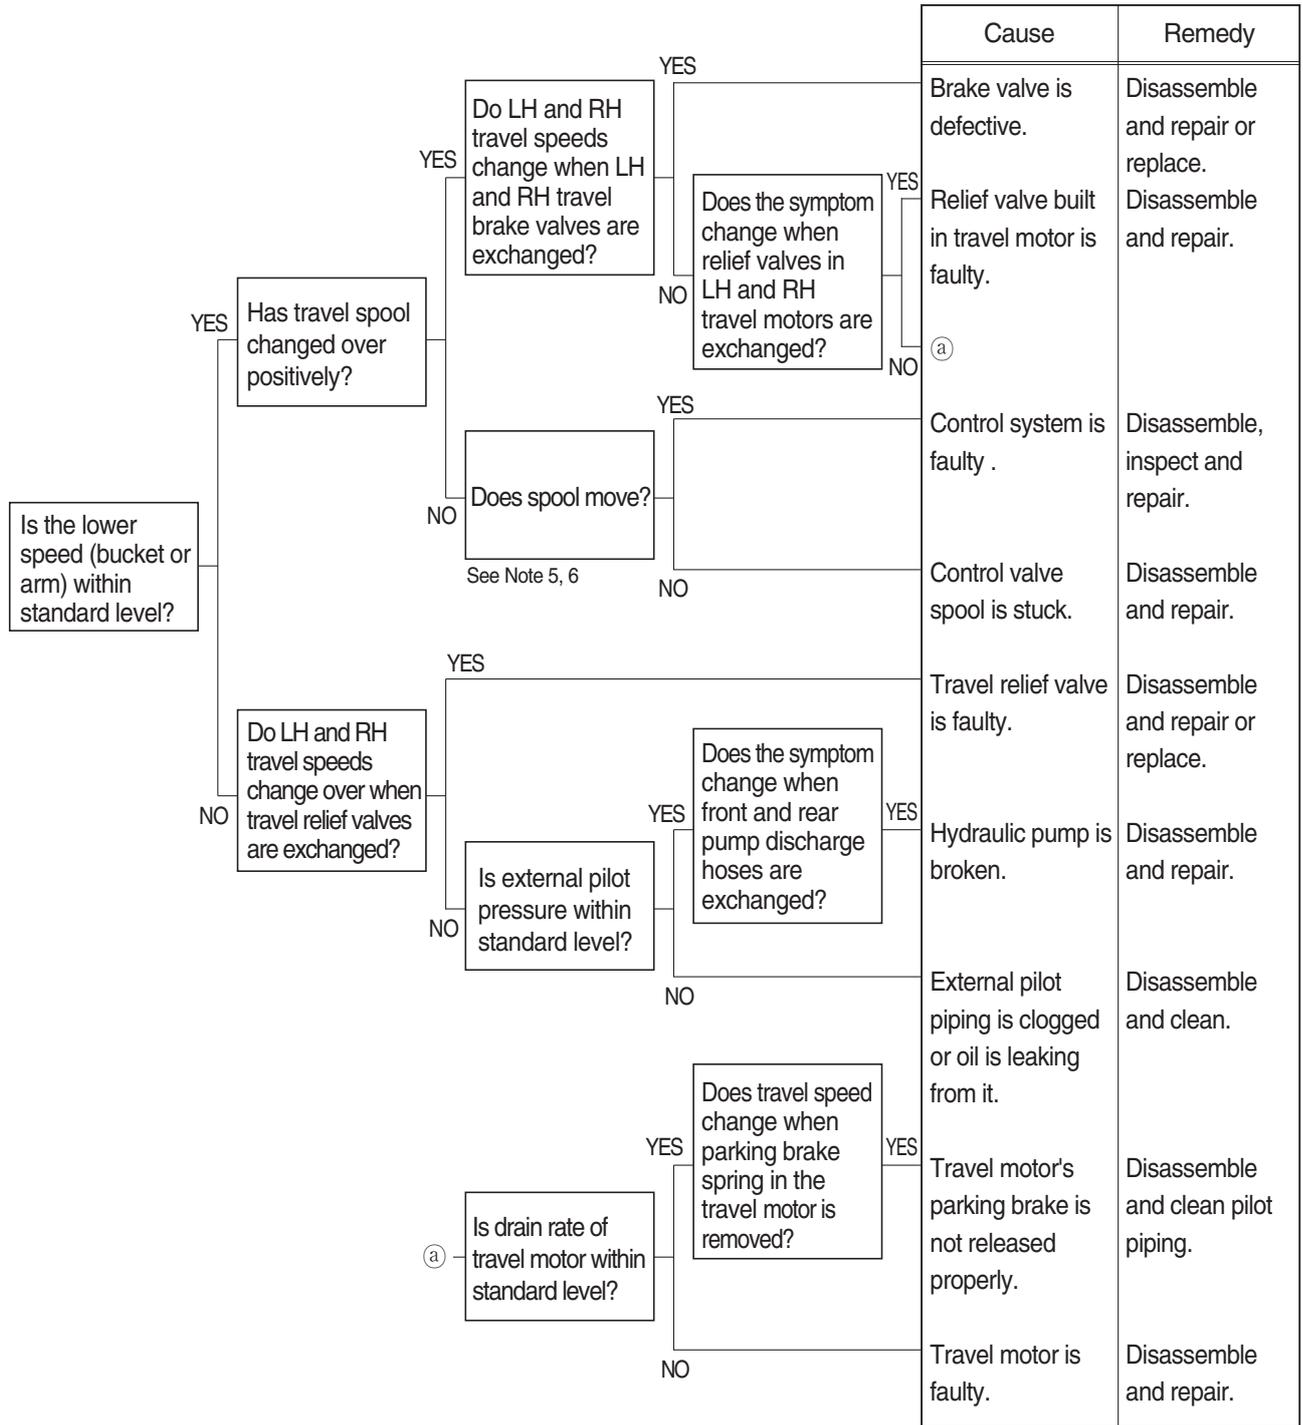 Cause
Remedy
YES
Do LH and RH
travel speeds
change when LH
and RH travel
brake valves are
exchanged?
YES
Brake valve is
defective.
Disassemble
and repair or
replace.
Does the symptom
change when
relief valves in
LH and RH
travel motors are
exchanged?
YES
Relief valve built
in travel motor is
faulty.
Disassemble
and repair.
NO
NO
ⓐ
YES
Has travel spool
changed over
positively?
YES
Control system is
faulty .
Disassemble,
inspect and
repair.
Does spool move?
NO
See Note 5, 6
NO
Control valve
spool is stuck.
Disassemble
and repair.
Is the lower
speed (bucket or
arm) within
standard level?
YES
Travel relief valve
is faulty.
Disassemble
and repair or
replace.
Do LH and RH
travel speeds
change over when
travel relief valves
are exchanged?
NO
Does the symptom
change when
front and rear
pump discharge
hoses are
exchanged?
YES
YES
Hydraulic pump is
broken.
Disassemble
and repair.
Is external pilot
pressure within
standard level?
NO
NO
External pilot
piping is clogged
or oil is leaking
from it.
Disassemble
and clean.
Does travel speed
change when
parking brake
spring in the
travel motor is
removed?
YES
YES
Travel motor's
parking brake is
not released
properly.
Disassemble
and clean pilot
piping.
ⓐ
Is drain rate of
travel motor within
standard level?
NO
Travel motor is
faulty.
Disassemble
and repair.